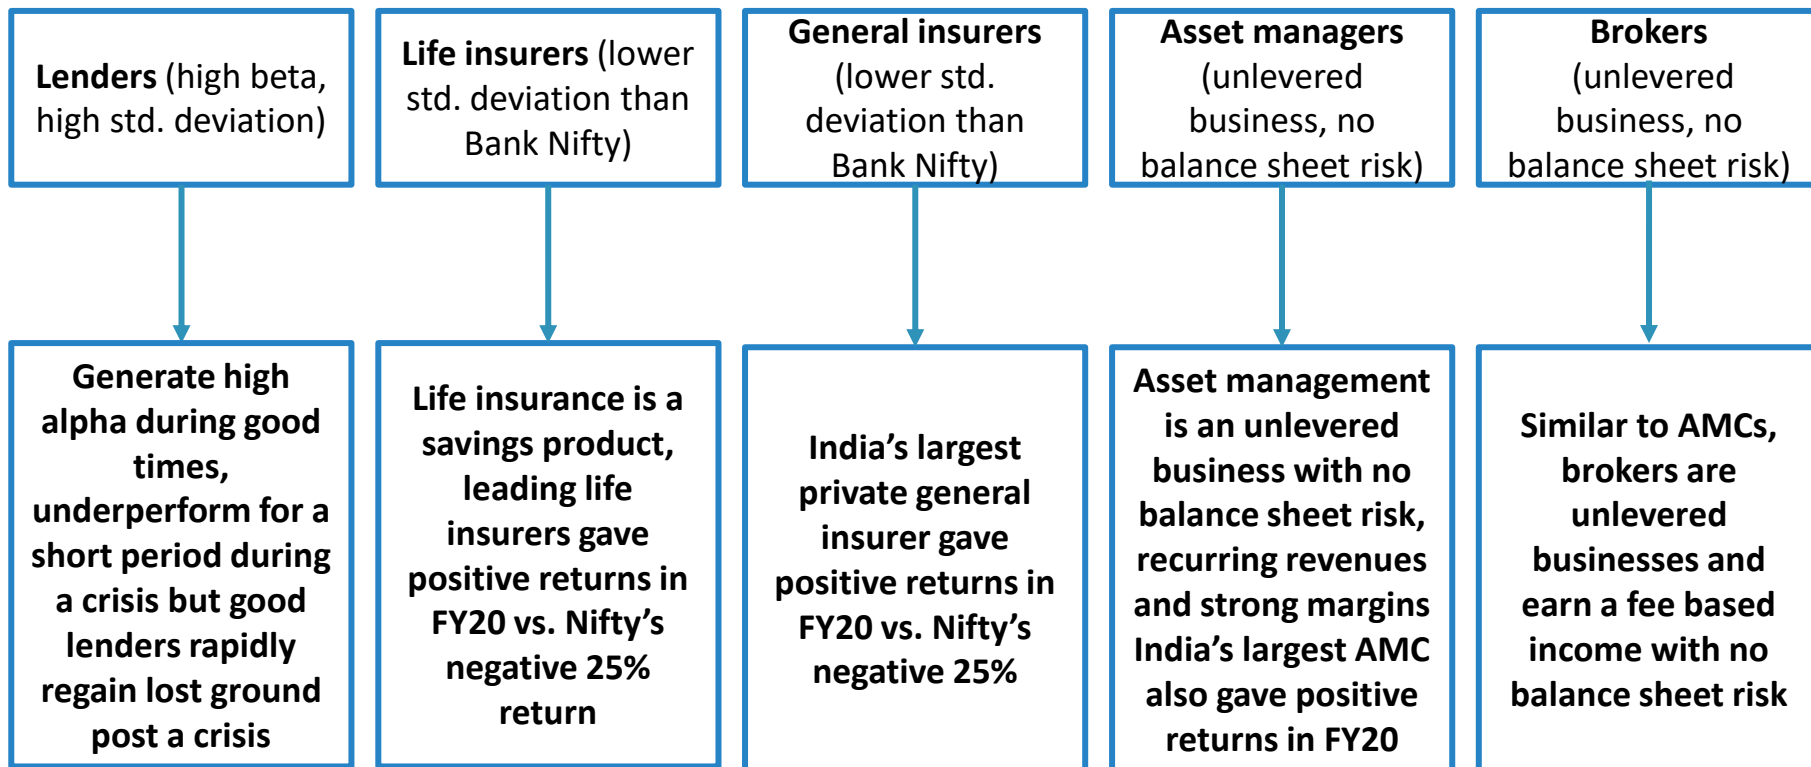 Lenders (high beta,
high std. deviation)
Life insurers (lower
std. deviation than
Bank Nifty)
General insurers
(lower std.
deviation than
Bank Nifty)
Asset managers
(unlevered
business, no
balance sheet risk)
Brokers
(unlevered
business, no
balance sheet risk)
Generate high
alpha during good
times,
underperform for a
short period during
a crisis but good
lenders rapidly
regain lost ground
post a crisis
Life insurance is a
savings product,
leading life
insurers gave
positive returns in
FY20 vs. Nifty’s
negative 25%
return
India’s largest
private general
insurer gave
positive returns in
FY20 vs. Nifty’s
negative 25%
Asset management
is an unlevered
business with no
balance sheet risk,
recurring revenues
and strong margins
India’s largest AMC
also gave positive
returns in FY20
Similar to AMCs,
brokers are
unlevered
businesses and
earn a fee based
income with no
balance sheet risk